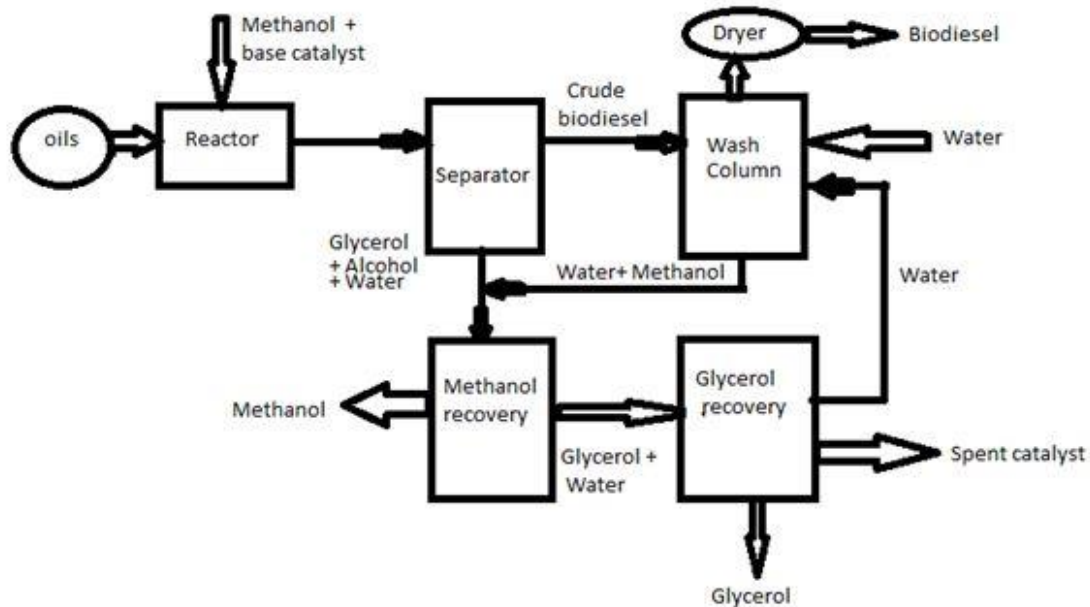 Methanol +
base catalyst
oils
Reactor
Separator
Crude
biodiesel
Dryer
Biodiesel
Wash
Column
Water
Glycerol
+ Alcohol
+ Water
Water+ Methanol
Water
Methanol
recovery
Methanol
Glycerol +
Water
Glycerol
recovery
Spent catalyst
Glycerol